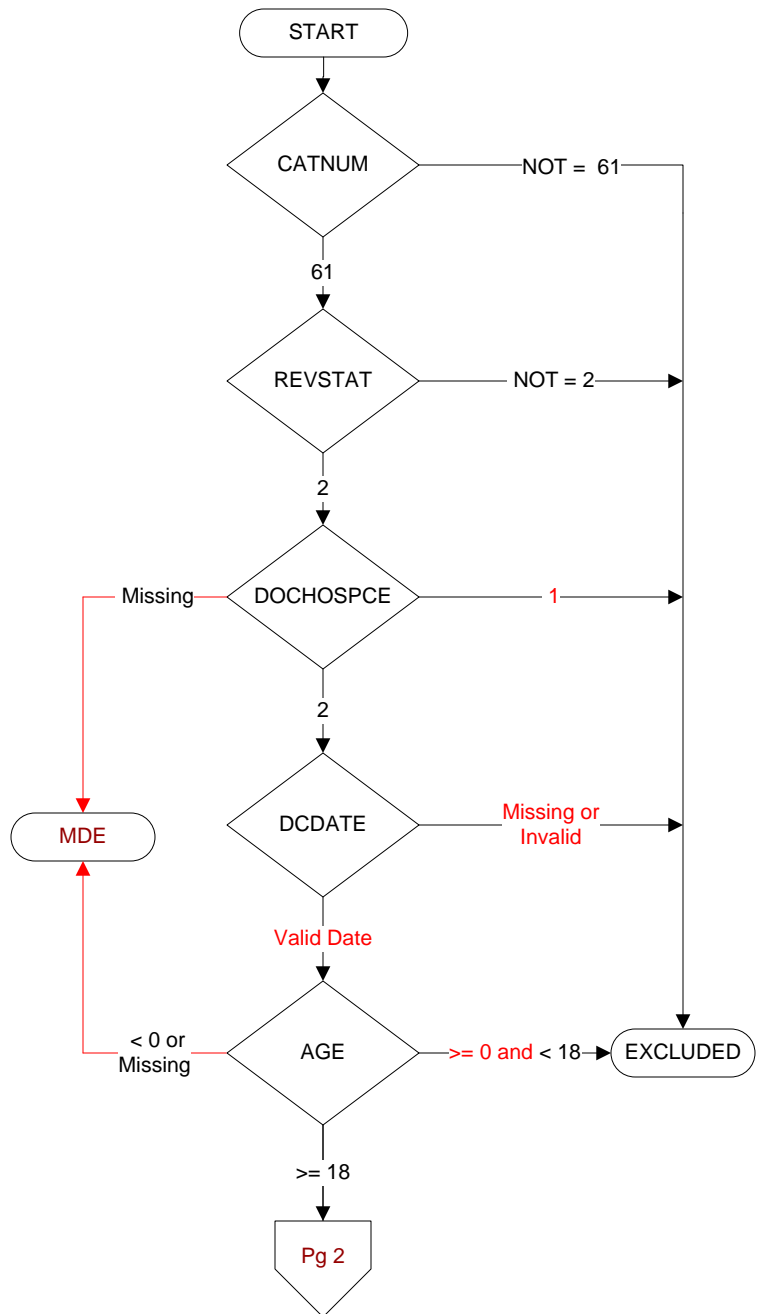 START
CATNUM
NOT = 61
61
REVSTAT
NOT = 2
2
Missing
DOCHOSPCE
1
2
MDE
DCDATE
Missing or
Invalid
Valid Date
< 0 or
Missing
AGE
>= 0 and < 18
EXCLUDED
>= 18
Pg 2